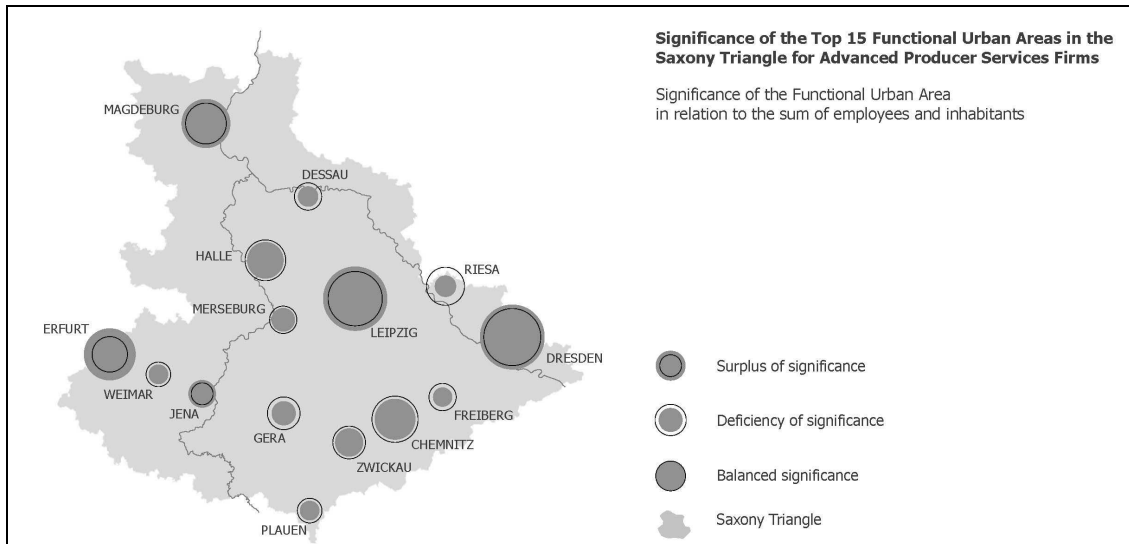 Significance of the Top 15 Functional Urban Areas in the
Saxony Triangle for Advanced Producer Services Firms
Significance of the Functional Urban Area
in relation to the sum of employees and inhabitants
MAGDEBURG
DESSAU
HALLE
RIESA
MERSEBURG
LEIPZIG
ERFURT
DRESDEN
WEIMAR
JENA
FREIBERG
GERA
CHEMNITZ
ZWICKAU
PLAUEN
Surplus of significance
Deficiency of significance
Balanced significance
Saxony Triangle